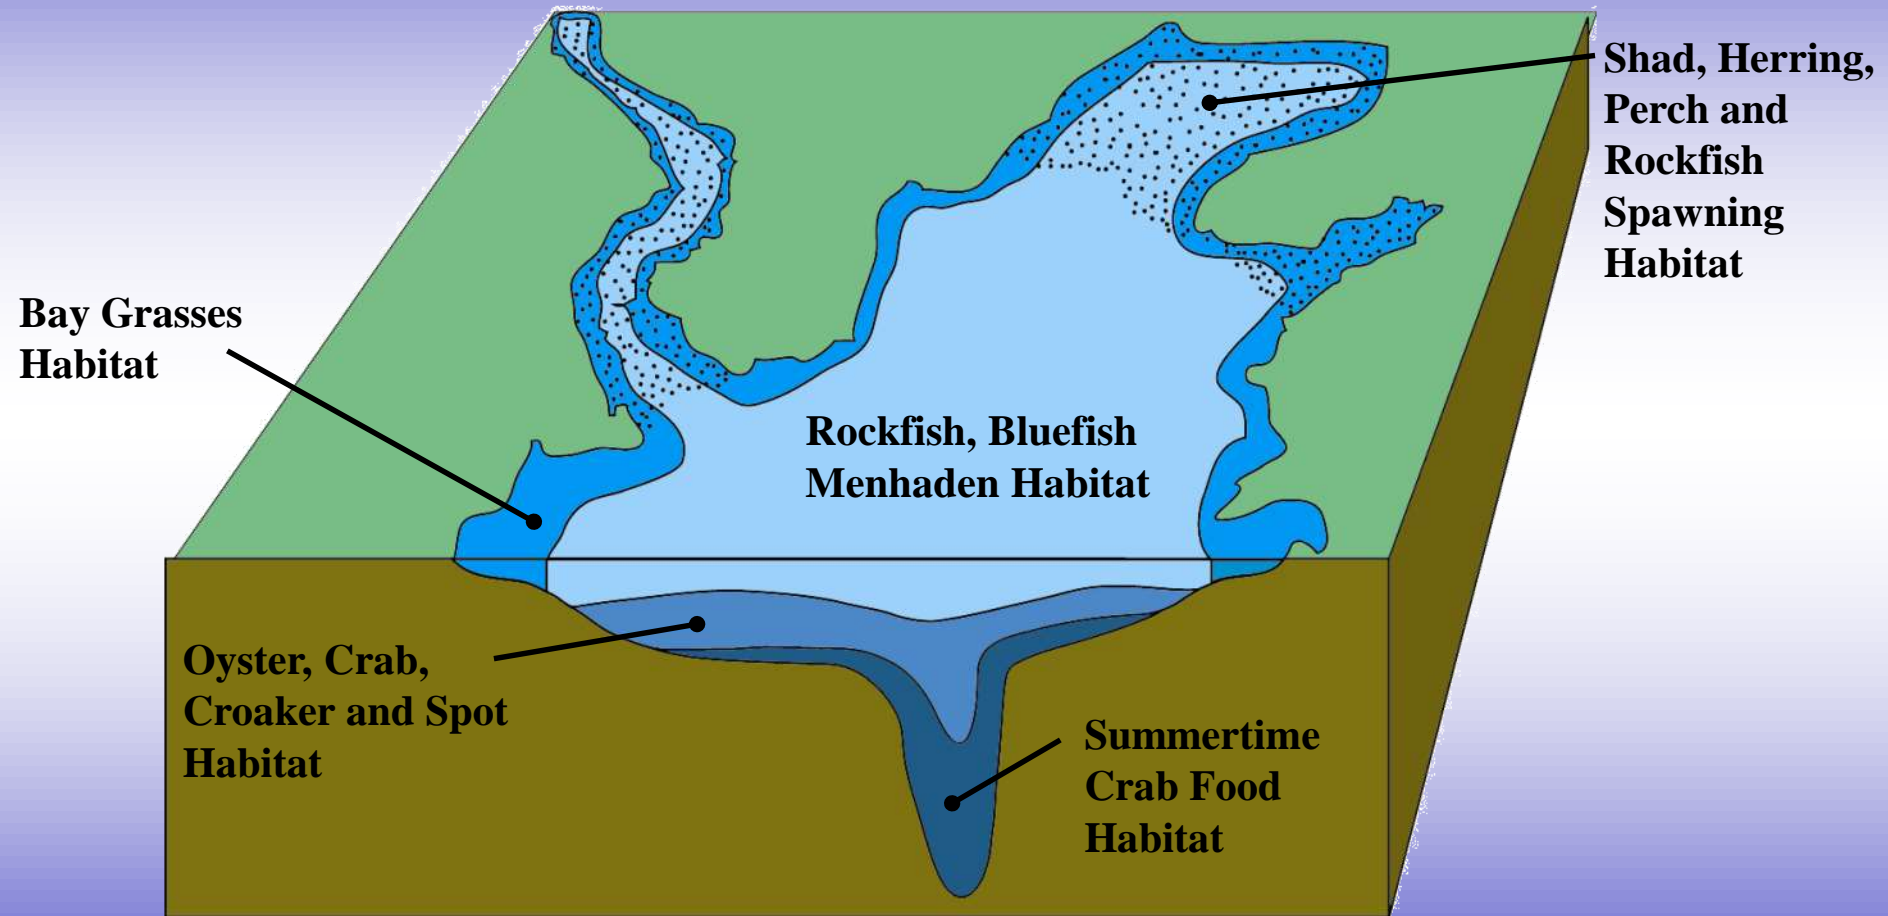 Shad, Herring,
Perch and
Rockfish
Spawning
Habitat
Bay Grasses
Habitat
Rockfish, Bluefish
Menhaden Habitat
Oyster, Crab,
Croaker and Spot
Habitat
Summertime
Crab Food
Habitat